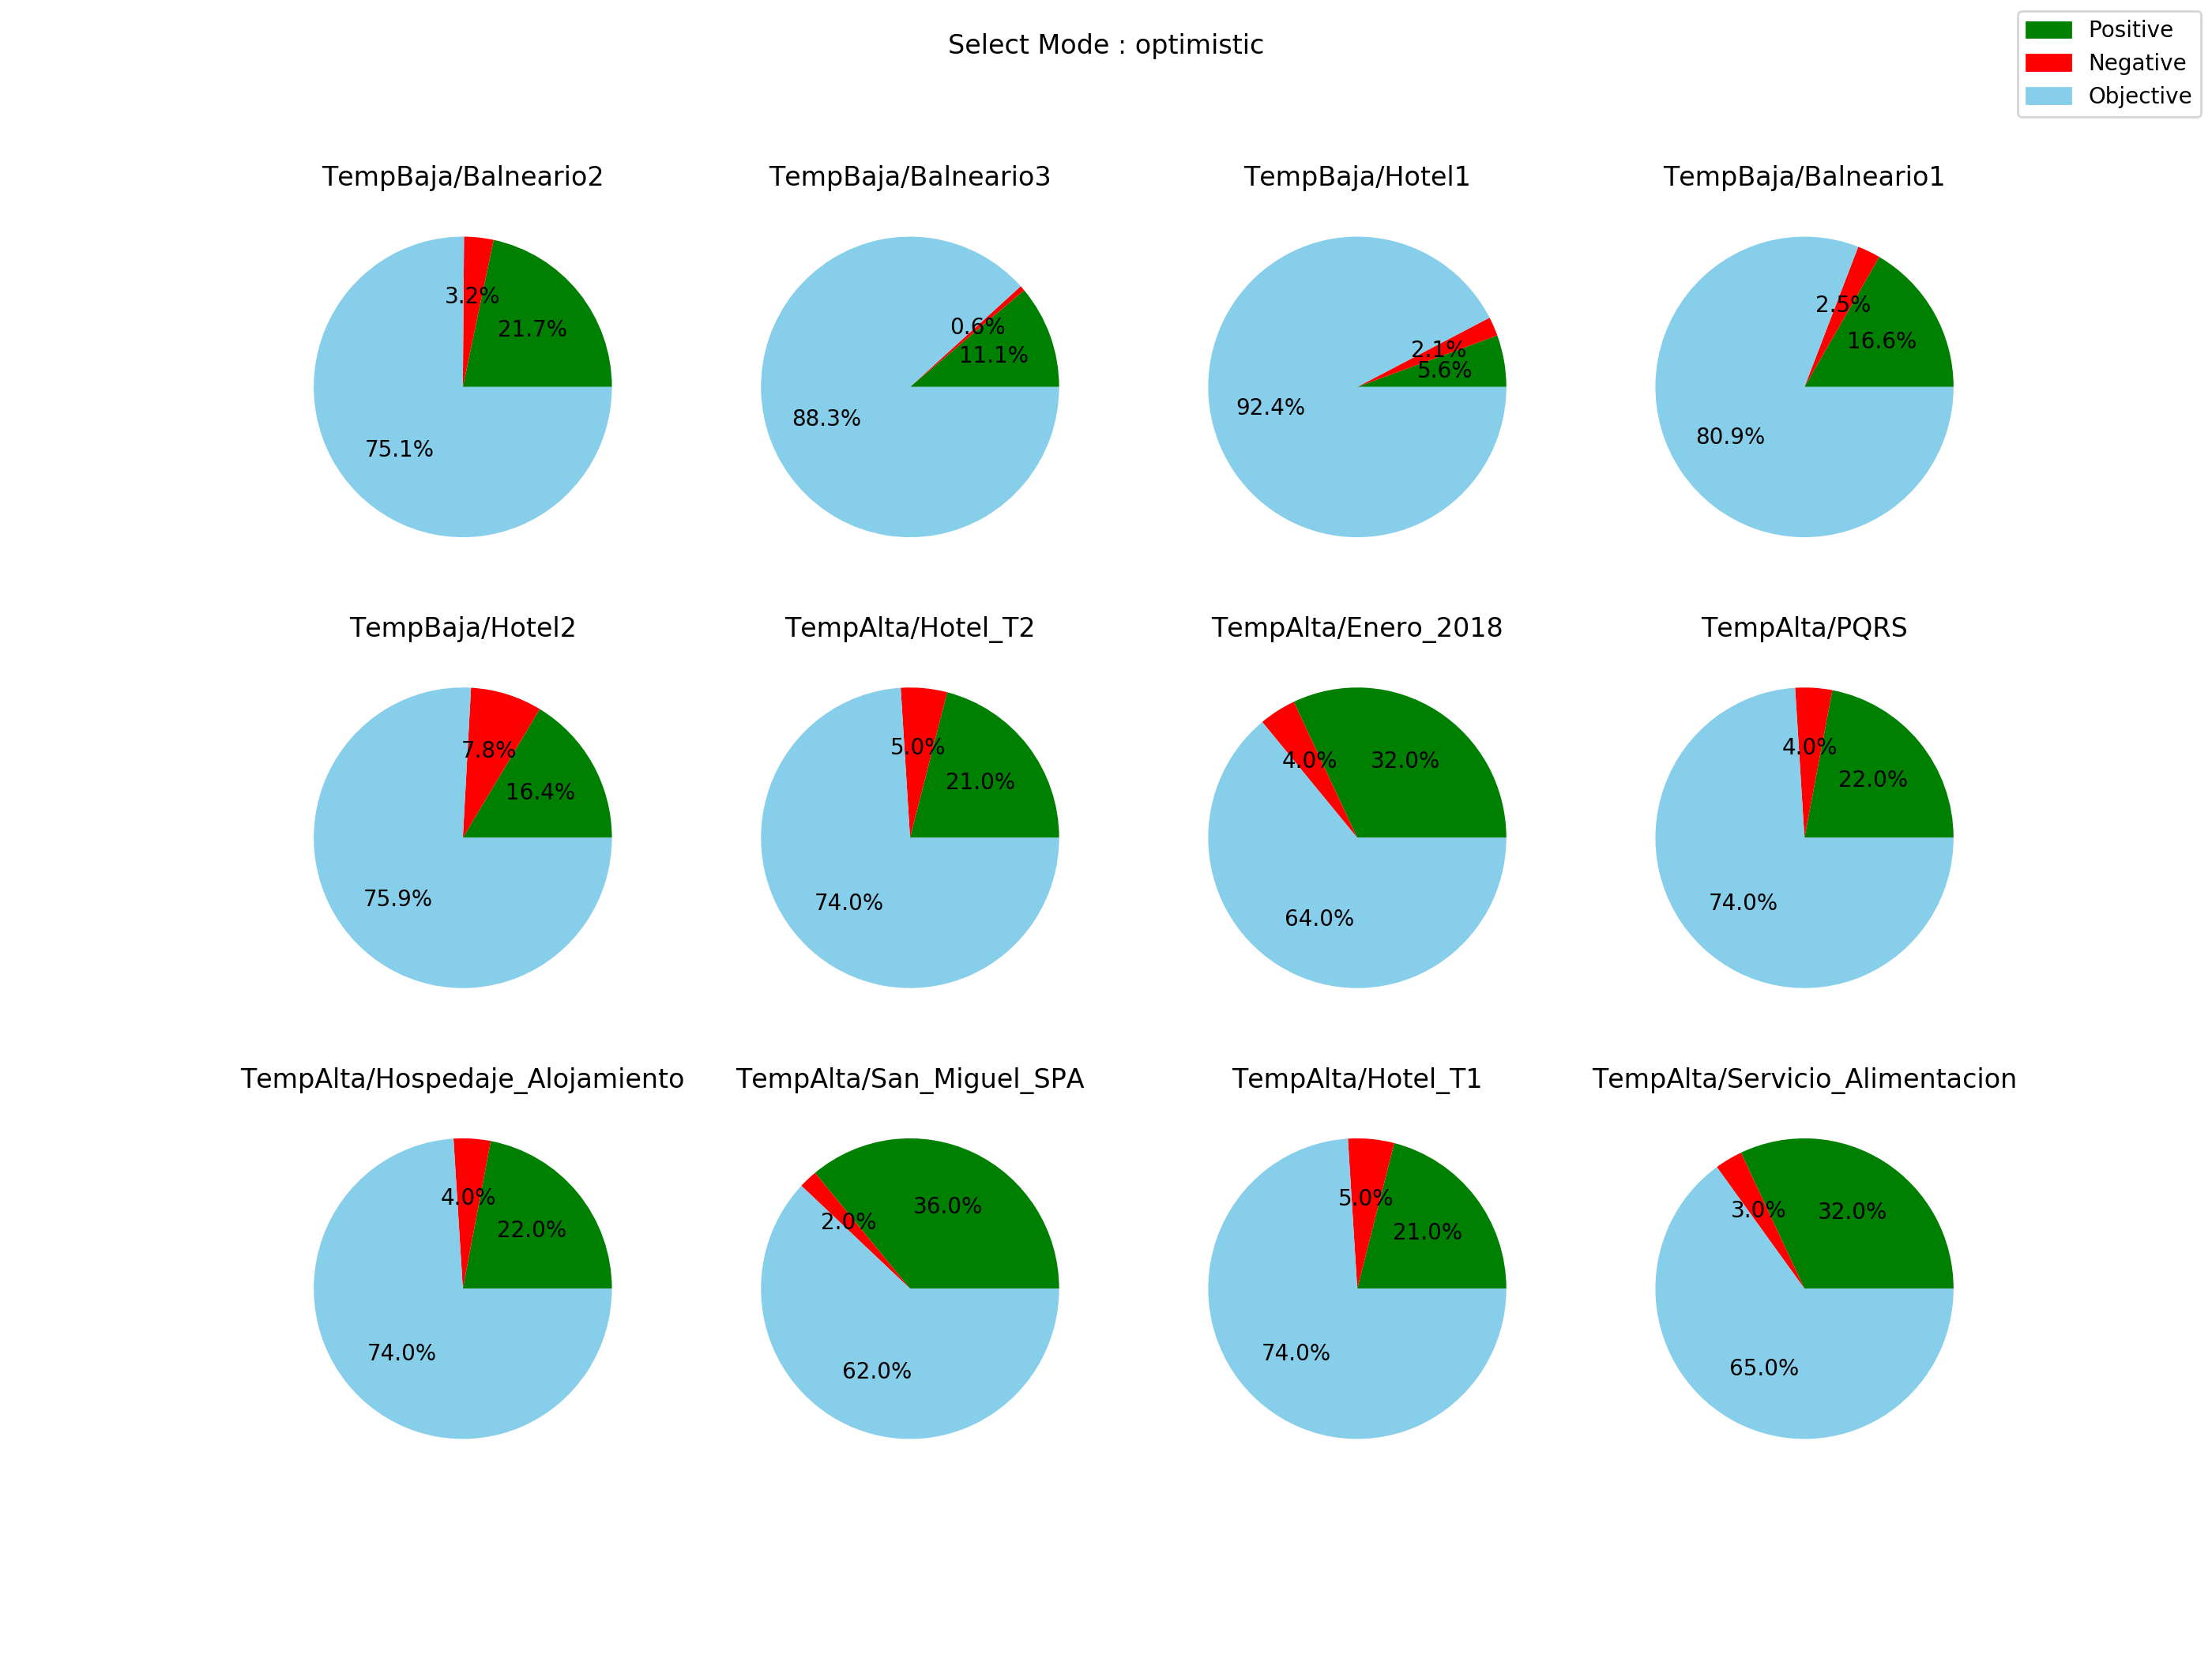 Select Mode : optimistic
Positive
Negative
Objective
TempBaja/Balneario2
3.2%
21.7%
75.1%
TempBaja/Balneario3
0.6%
11.1%
88.3%
TempBaja/Hotel1
2.1%
5.6%
92.4%
TempBaja/Balneario1
2.5%
16.6%
80.9%
TempBaja/Hotel2
7.8%
16.4%
75.9%
TempAlta/Hotel_T2
5.0%
21.0%
74.0%
TempAlta/Enero_2018
4.0%
32.0%
64.0%
TempAlta/PQRS
4.0%
22.0%
74.0%
TempAlta/Hospedaje_Alojamiento
4.0%
22.0%
74.0%
TempAlta/San_Miguel_SPA
36.0%
2.0%
62.0%
TempAlta/Hotel_T1
5.0%
21.0%
74.0%
TempAlta/Servicio_Alimentacion
3.0%
32.0%
65.0%